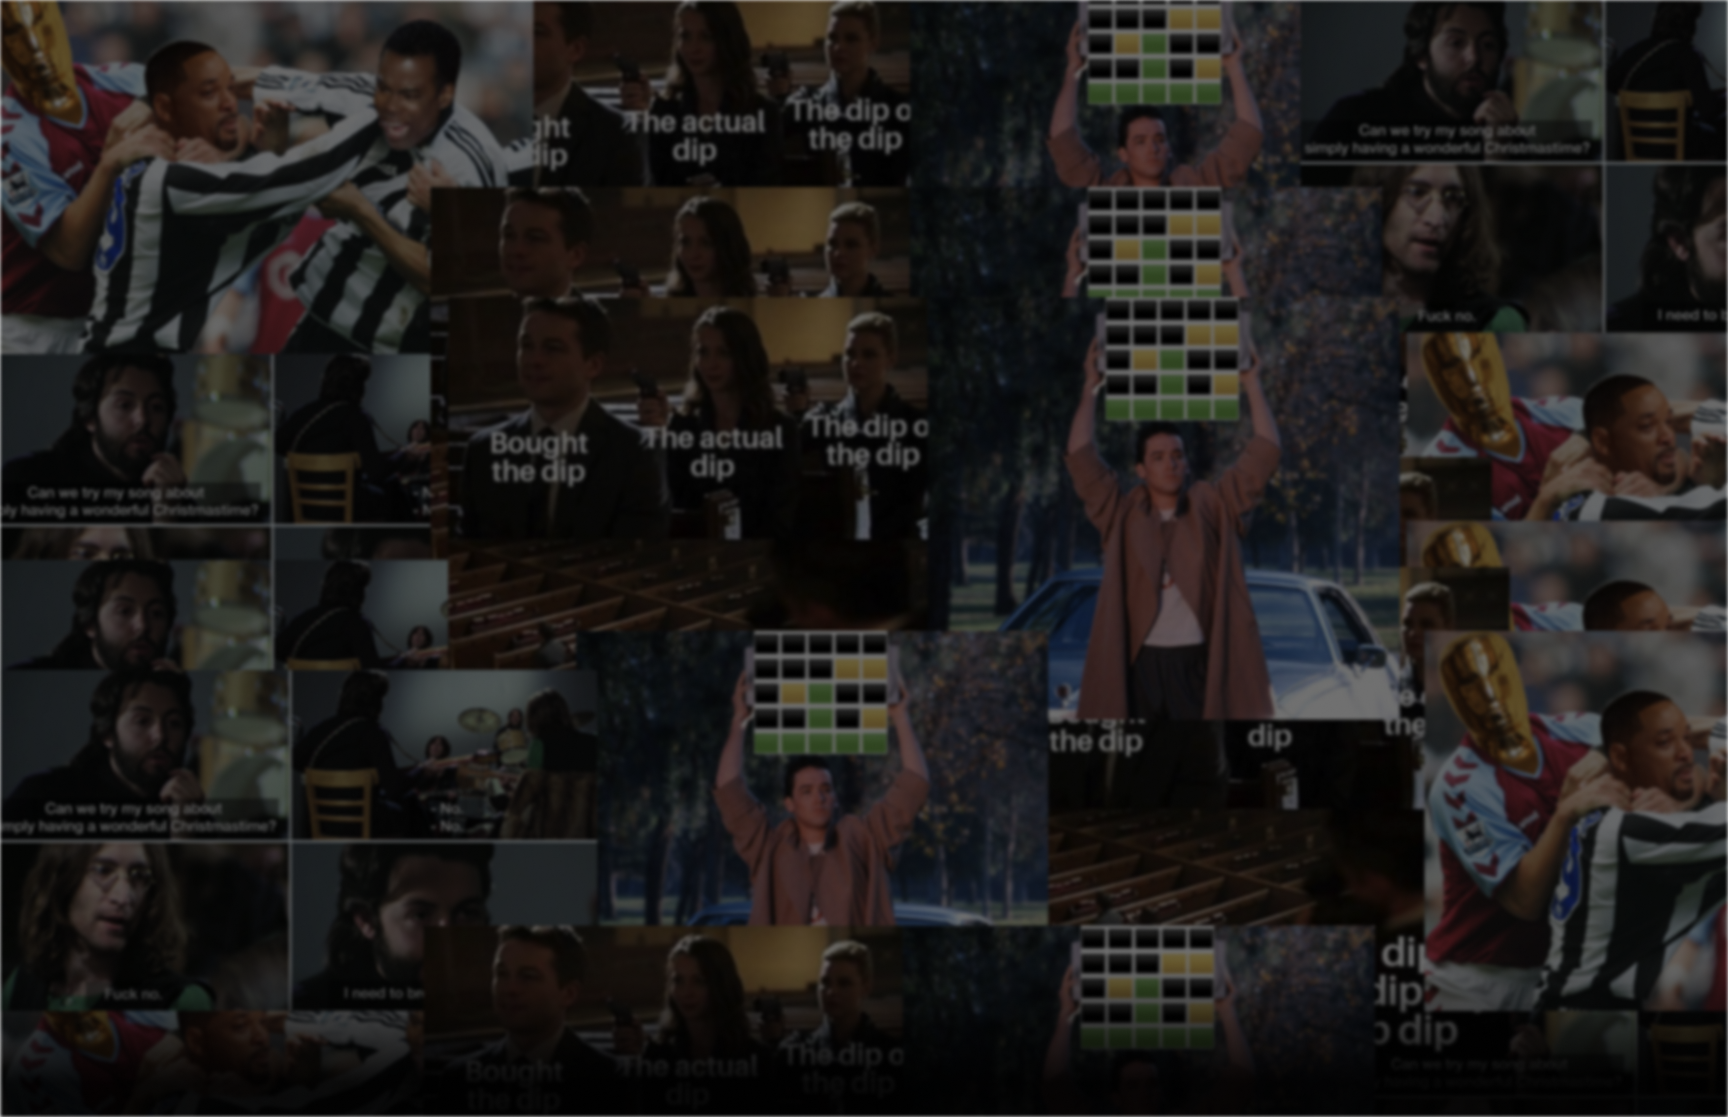 The actual
dip
The dip o
the dip
ght
dip
Can we try my song about
simply having a wonderful Christmastime?
Fuck no.
I need to b
Bought
the dip
The actual
dip
The dip o
the dip
Can we try my song about
ply having a wonderful Christmastime?
- N
- N
the dip
dip
the
Can we try my song about
mply having a wonderful Christmastime?
- No.
- No.
Fuck no.
I need to br
dip
dip
dip
Bought
the dip
The actual
dip
The dip o
the dip
Can we try my song about
having a wonderful Christmastime?